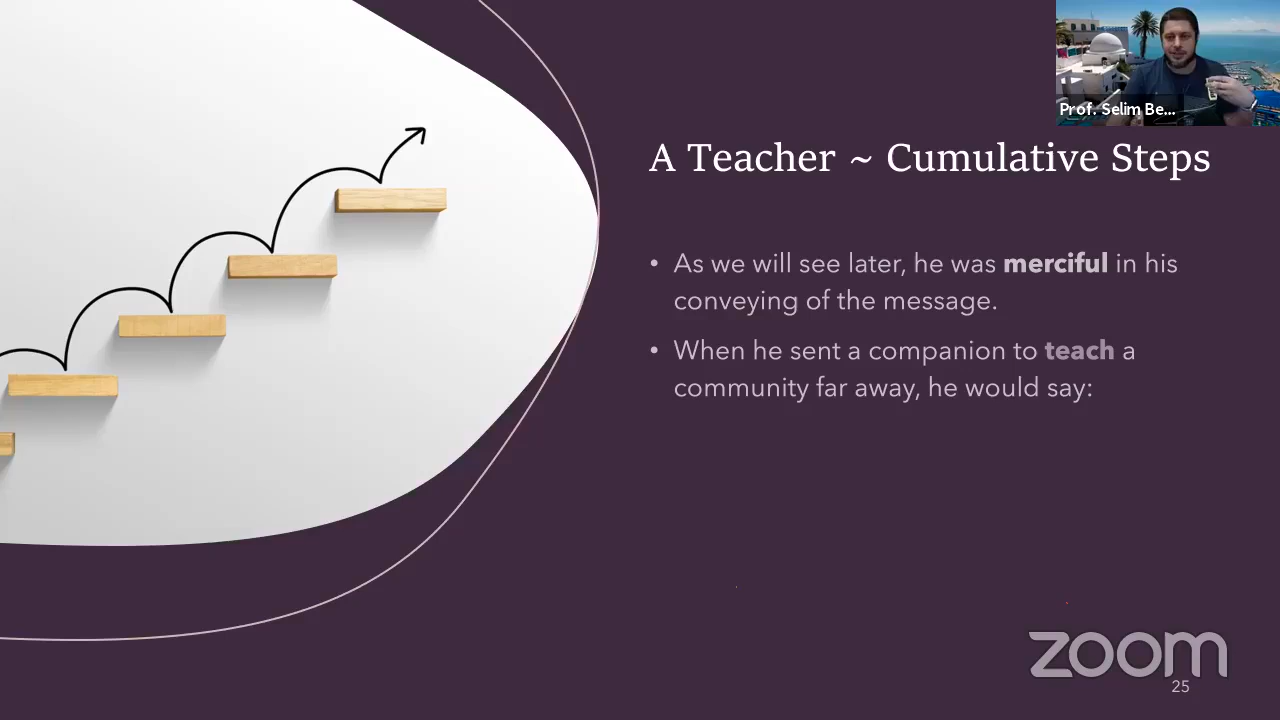 Prof. Selim Be...
A Teacher ~ Cumulative Steps
• As we will see later, he was merciful in his
conveying of the message.
• When he sent a companion to teach a
community far away, he would say:
zoom
25